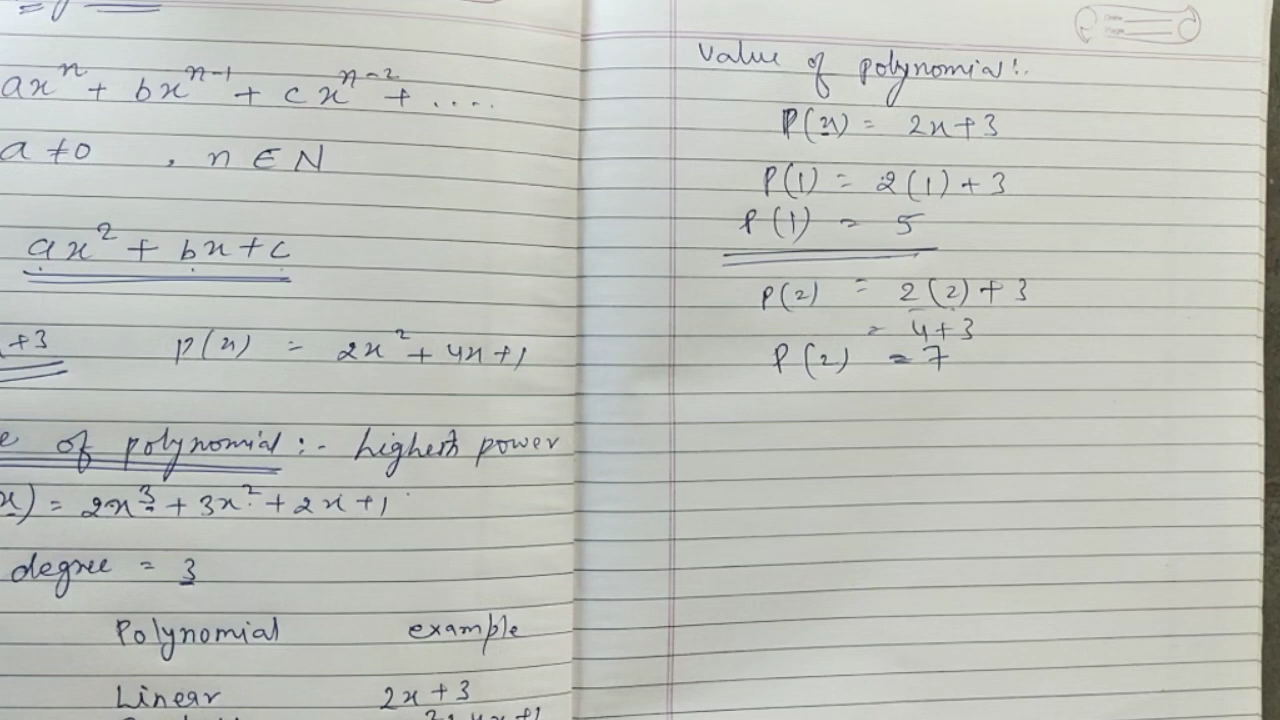 axⁿ + bxⁿ⁻¹ + cxⁿ⁻² + ....
a ≠ 0 , n ∈ N
ax² + bx + c
+3 p(x) = 2x² + 4x + 1
of polynomial :- highest power
x) = 2x³ + 3x² + 2x + 1
degree = 3
Polynomial example
Linear 2x + 3
Value of polynomial :.
P(x) = 2x + 3
P(1) = 2(1) + 3
P(1) = 5
P(2) = 2(2) + 3
= 4 + 3
P(2) = 7